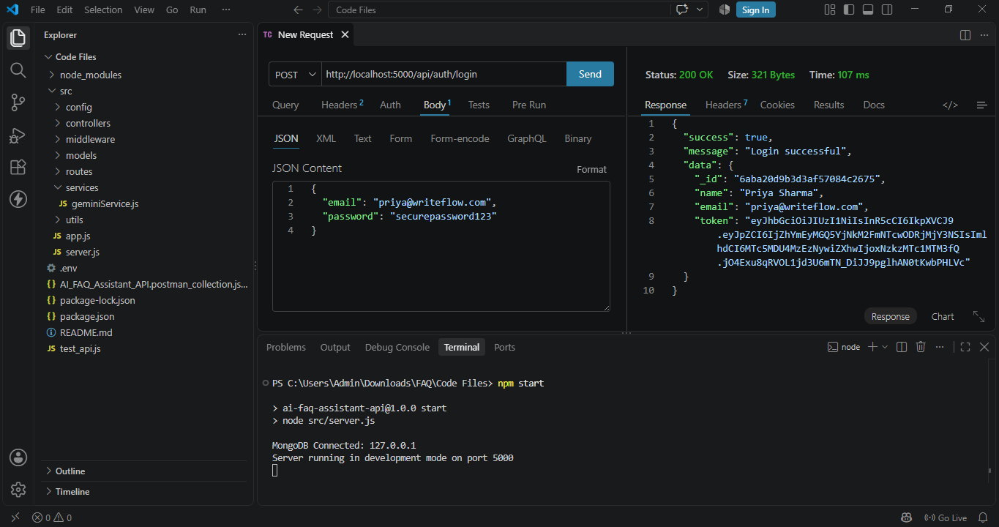 File Edit Selection View Go Run ··· Code Files Sign In
Explorer ···
Code Files
node_modules
src
config
controllers
middleware
models
routes
services
JS geminiService.js
utils
JS app.js
JS server.js
.env
{} AI_FAQ_Assistant_API.postman_collection.js...
{} package-lock.json
{} package.json
README.md
JS test_api.js
Outline
Timeline
TC New Request
POST http://localhost:5000/api/auth/login Send
Query Headers 2 Auth Body 1 Tests Pre Run
JSON XML Text Form Form-encode GraphQL Binary
JSON Content Format
1 {
2 "email": "priya@writeflow.com",
3 "password": "securepassword123"
4 }
Status: 200 OK Size: 321 Bytes Time: 107 ms
Response Headers 7 Cookies Results Docs </>
1 {
2 "success": true,
3 "message": "Login successful",
4 "data": {
5 "_id": "6aba20d9b3d3af57084c2675",
6 "name": "Priya Sharma",
7 "email": "priya@writeflow.com",
8 "token": "eyJhbGciOiJIUzI1NiIsInR5cCI6IkpXVCJ9
.eyJpZCI6IjZhYmEyMGQ5YjNkM2FmNTcwODRjMjY3NSIsIml
hdCI6MTc5MDU4MzEzNywiZXhwIjoxNzkzMTc1MTM3fQ
.jO4Exu8qRVOL1jd3U6mTN_DiJJ9pglhAN0tKwbPHLVc"
9 }
10 }
Response Chart
Problems Output Debug Console Terminal Ports node
PS C:\Users\Admin\Downloads\FAQ\Code Files> npm start
> ai-faq-assistant-api@1.0.0 start
> node src/server.js
MongoDB Connected: 127.0.0.1
Server running in development mode on port 5000
0 0 Go Live